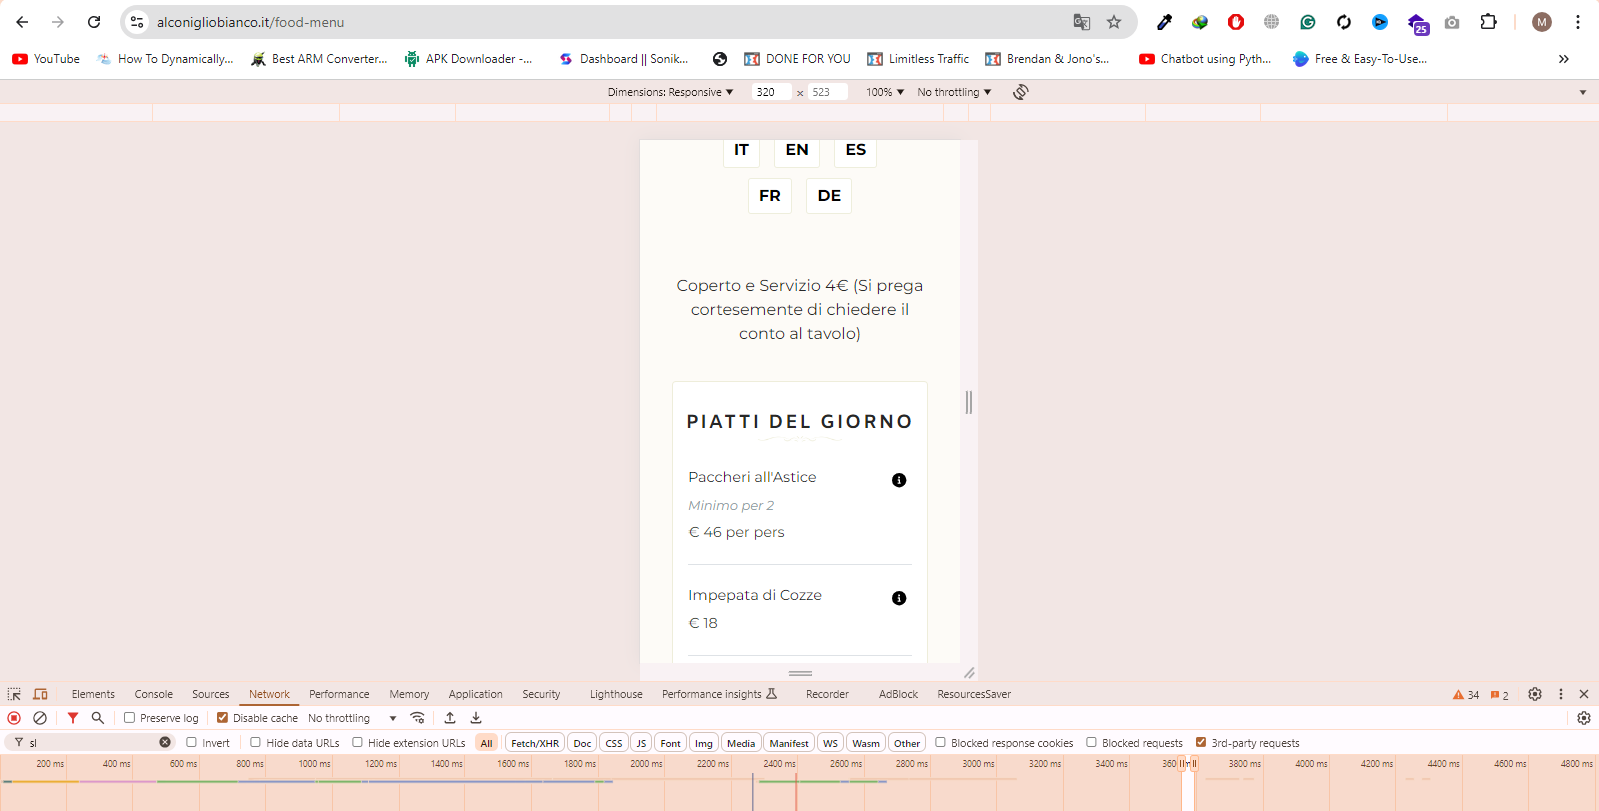 alconigliobianco.it/food-menu
25
M
YouTube How To Dynamically... Best ARM Converter... APK Downloader -... Dashboard || Sonik... DONE FOR YOU Limitless Traffic Brendan & Jono's... Chatbot using Pyth... Free & Easy-To-Use... »
Dimensions: Responsive 320 × 523 100% No throttling
IT EN ES
FR DE
Coperto e Servizio 4€ (Si prega
cortesemente di chiedere il
conto al tavolo)
PIATTI DEL GIORNO
Paccheri all'Astice
Minimo per 2
€ 46 per pers
Impepata di Cozze
€ 18
Elements Console Sources Network Performance Memory Application Security Lighthouse Performance insights Recorder AdBlock ResourcesSaver 34 2
Preserve log Disable cache No throttling
sl Invert Hide data URLs Hide extension URLs All Fetch/XHR Doc CSS JS Font Img Media Manifest WS Wasm Other Blocked response cookies Blocked requests 3rd-party requests
200 ms 400 ms 600 ms 800 ms 1000 ms 1200 ms 1400 ms 1600 ms 1800 ms 2000 ms 2200 ms 2400 ms 2600 ms 2800 ms 3000 ms 3200 ms 3400 ms 3800 ms 4000 ms 4200 ms 4400 ms 4600 ms 4800 ms